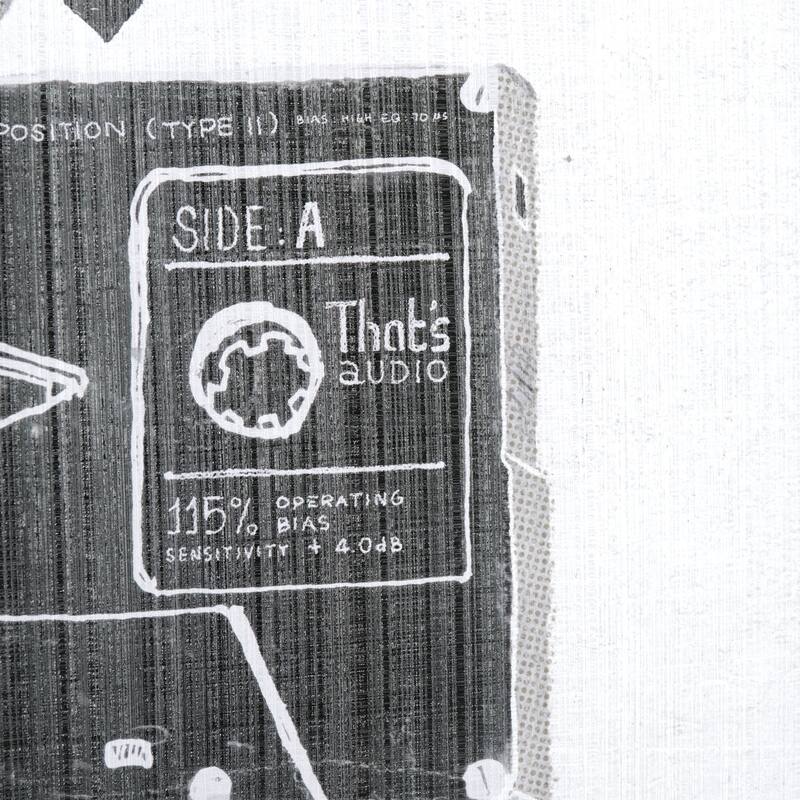 POSITION (TYPE II) BIAS HIGH EQ. 70 µS
SIDE: A
That's
AUDIO
115% OPERATING
BIAS
SENSITIVITY + 4.0dB